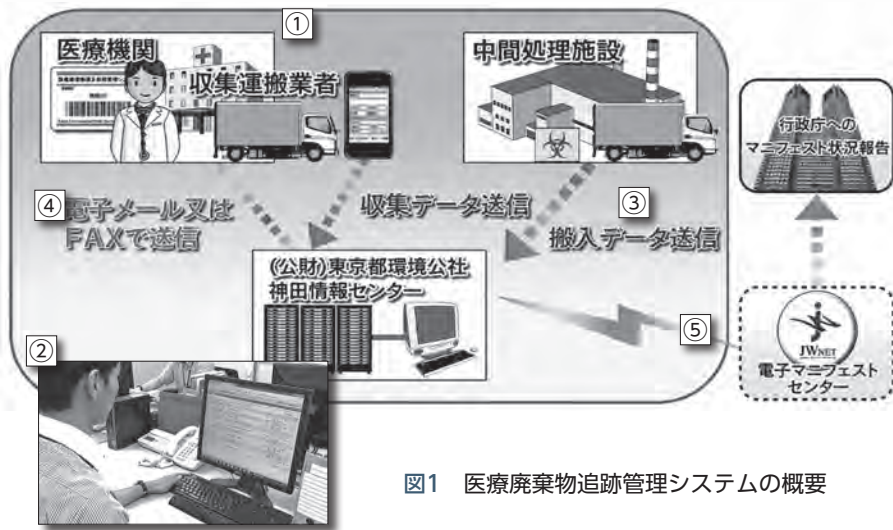 ①
医療機関
収集運搬業者
中間処理施設
行政庁への
マニフェスト状況報告
④
電子メール又は
FAXで送信
収集データ送信
③
搬入データ送信
(公財)東京都環境公社
神田情報センター
⑤
JWNET
電子マニフェスト
センター
②
図1 医療廃棄物追跡管理システムの概要